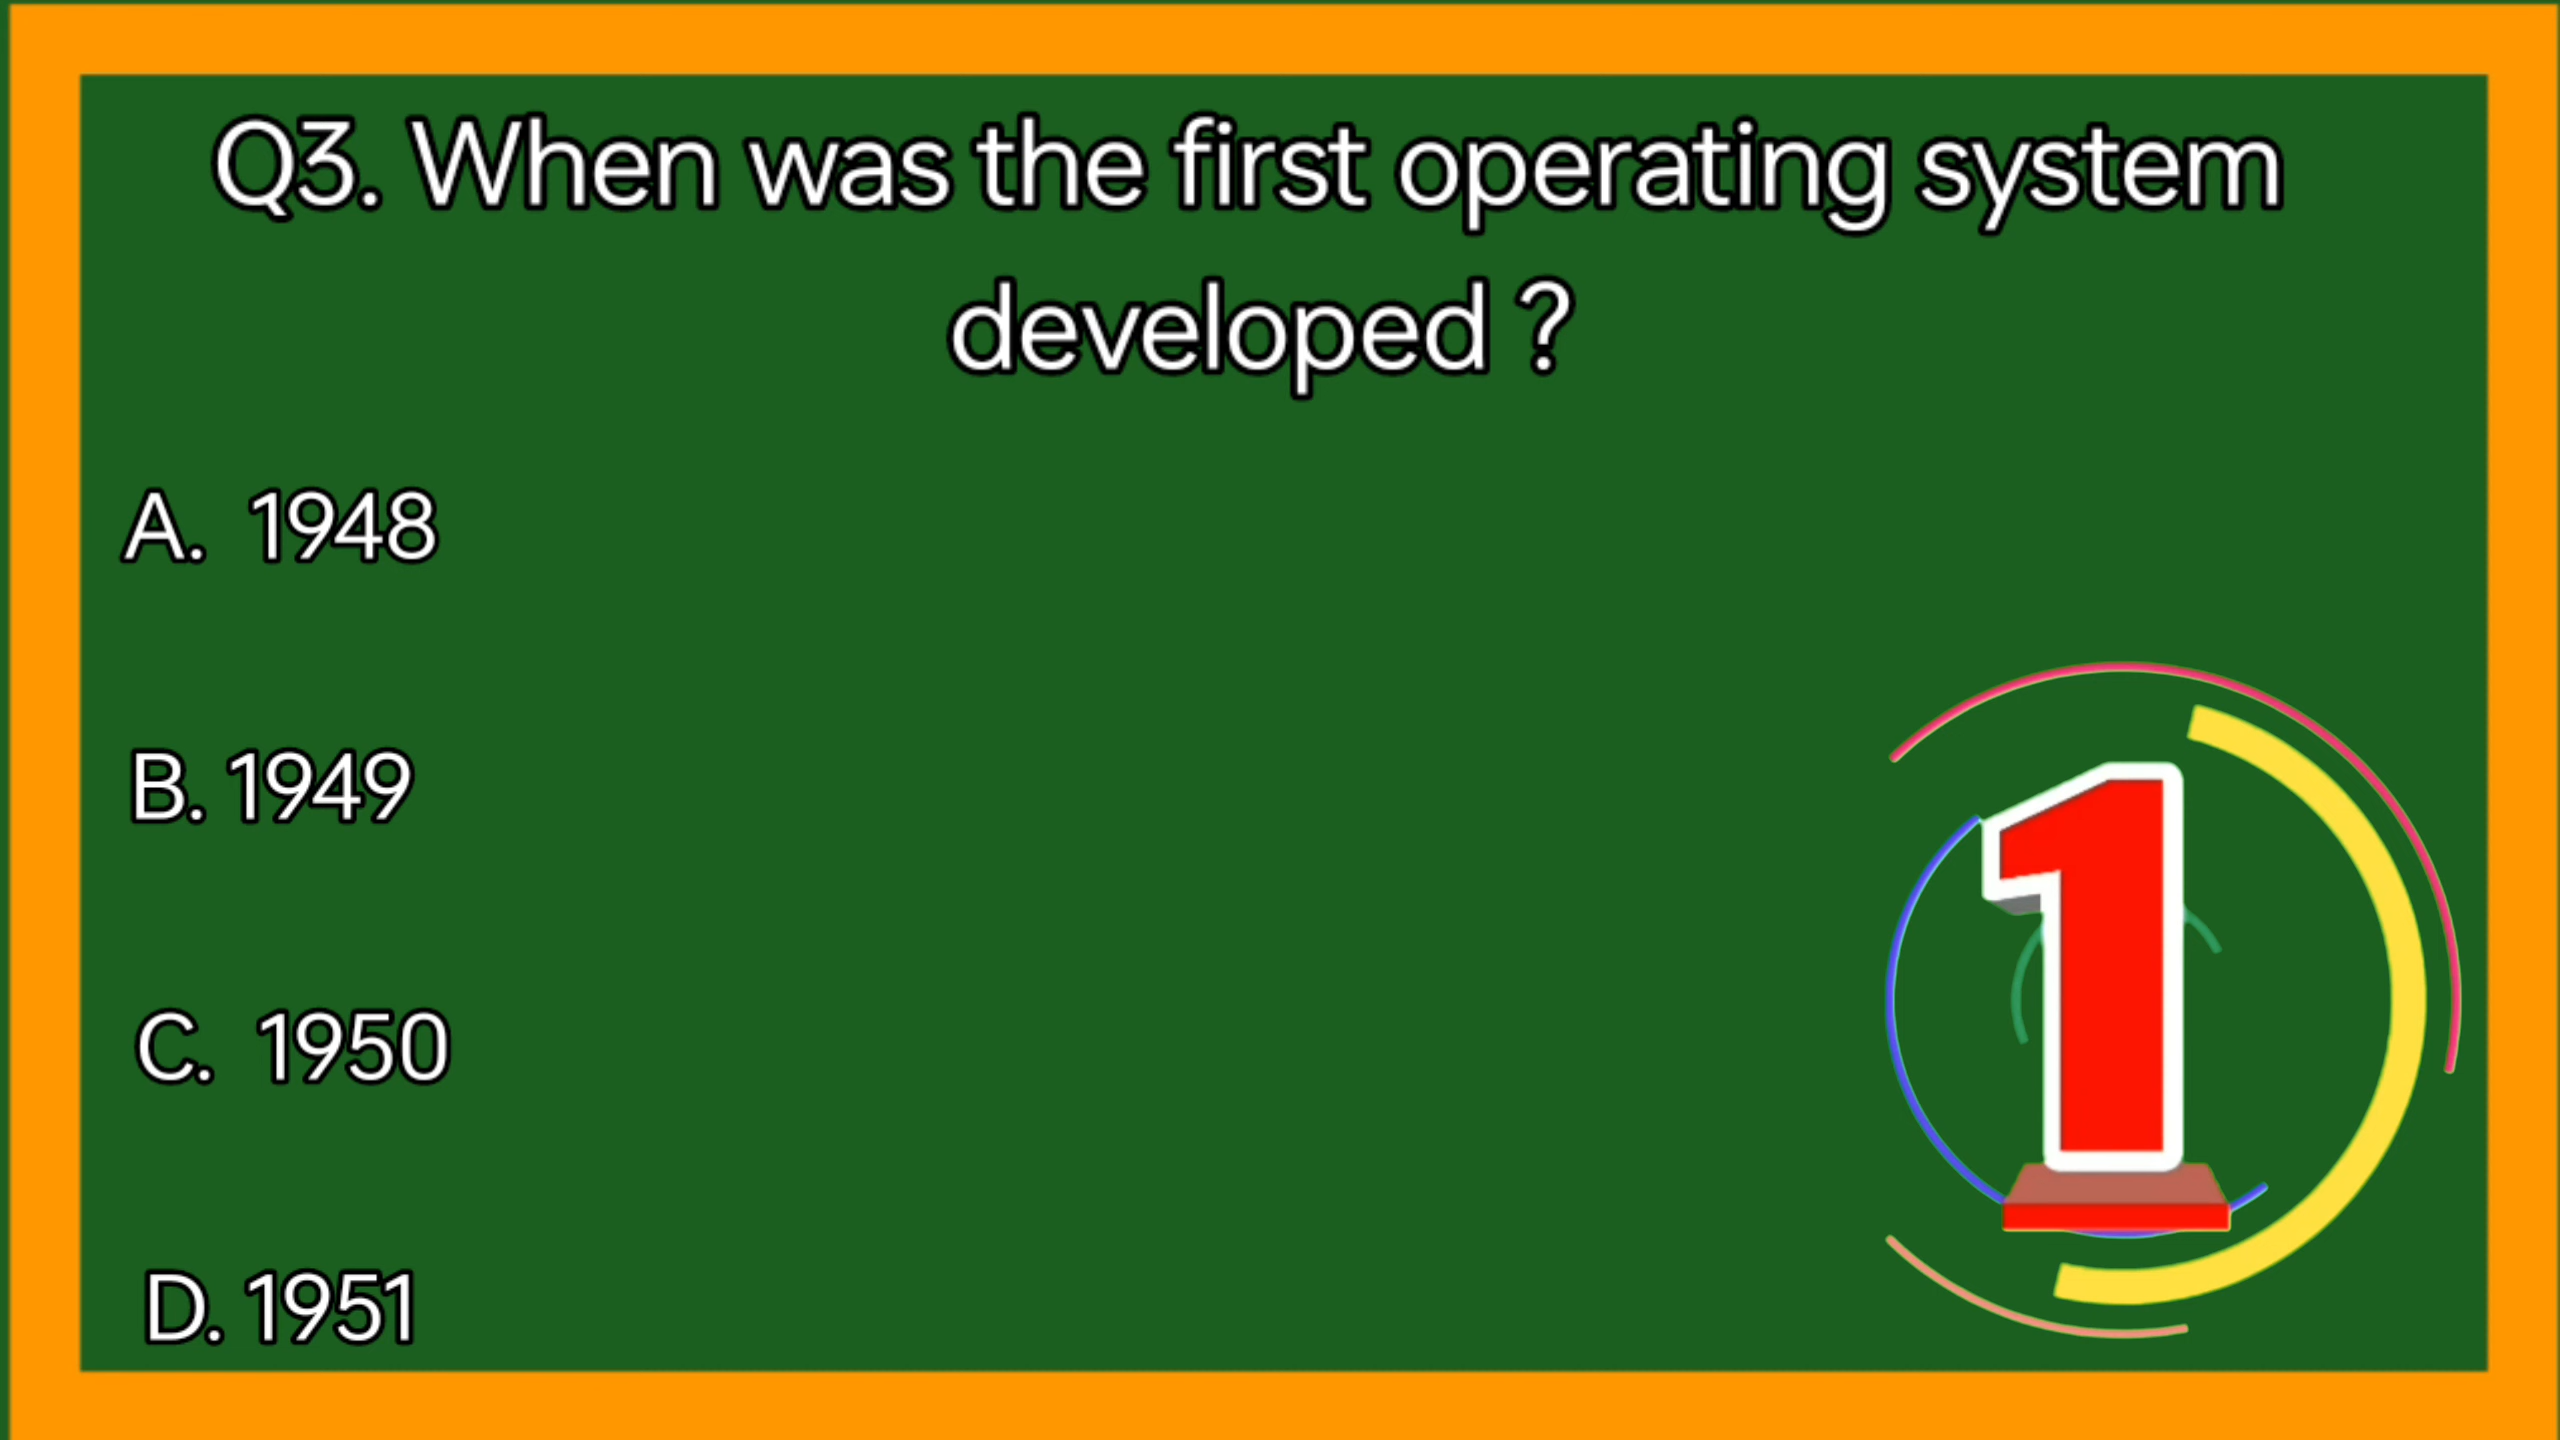 Q3. When was the first operating system
developed ?
A. 1948
B. 1949
C. 1950
D. 1951
1